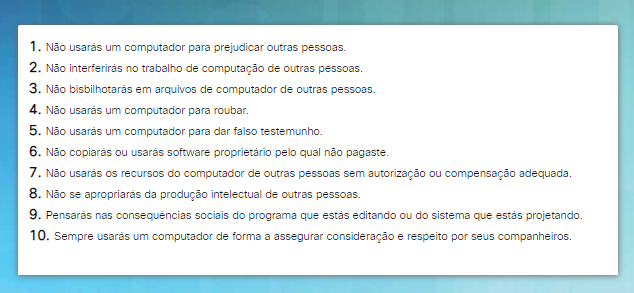 1. Não usarás um computador para prejudicar outras pessoas.
2. Não interferirás no trabalho de computação de outras pessoas.
3. Não bisbilhotarás em arquivos de computador de outras pessoas.
4. Não usarás um computador para roubar.
5. Não usarás um computador para dar falso testemunho.
6. Não copiarás ou usarás software proprietário pelo qual não pagaste.
7. Não usarás os recursos do computador de outras pessoas sem autorização ou compensação adequada.
8. Não se apropriarás da produção intelectual de outras pessoas.
9. Pensarás nas consequências sociais do programa que estás editando ou do sistema que estás projetando.
10. Sempre usarás um computador de forma a assegurar consideração e respeito por seus companheiros.